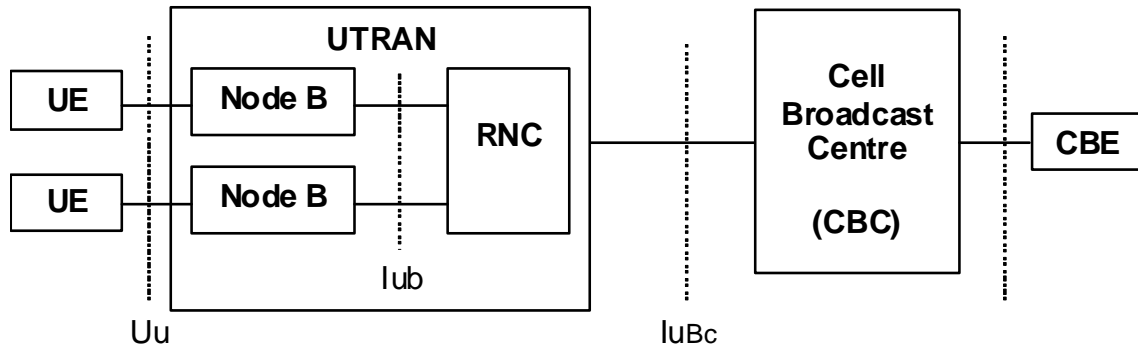 UTRAN
UE
Node B
UE
Node B
RNC
Iub
Uu
IuBc
Cell
Broadcast
Centre
(CBC)
CBE